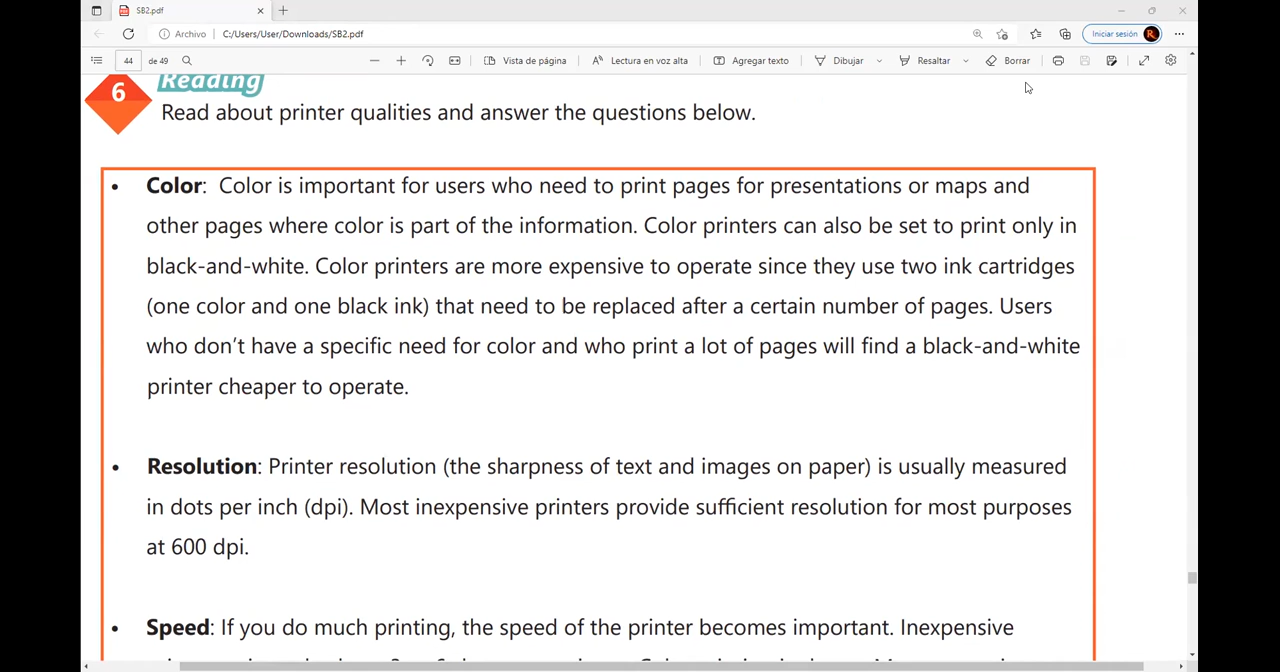 SB2.pdf
Archivo C:/Users/User/Downloads/SB2.pdf
Iniciar sesión R
44 de 49 Vista de página Lectura en voz alta Agregar texto Dibujar Resaltar Borrar
6 Reading
Read about printer qualities and answer the questions below.
• Color: Color is important for users who need to print pages for presentations or maps and
other pages where color is part of the information. Color printers can also be set to print only in
black-and-white. Color printers are more expensive to operate since they use two ink cartridges
(one color and one black ink) that need to be replaced after a certain number of pages. Users
who don’t have a specific need for color and who print a lot of pages will find a black-and-white
printer cheaper to operate.
• Resolution: Printer resolution (the sharpness of text and images on paper) is usually measured
in dots per inch (dpi). Most inexpensive printers provide sufficient resolution for most purposes
at 600 dpi.
• Speed: If you do much printing, the speed of the printer becomes important. Inexpensive